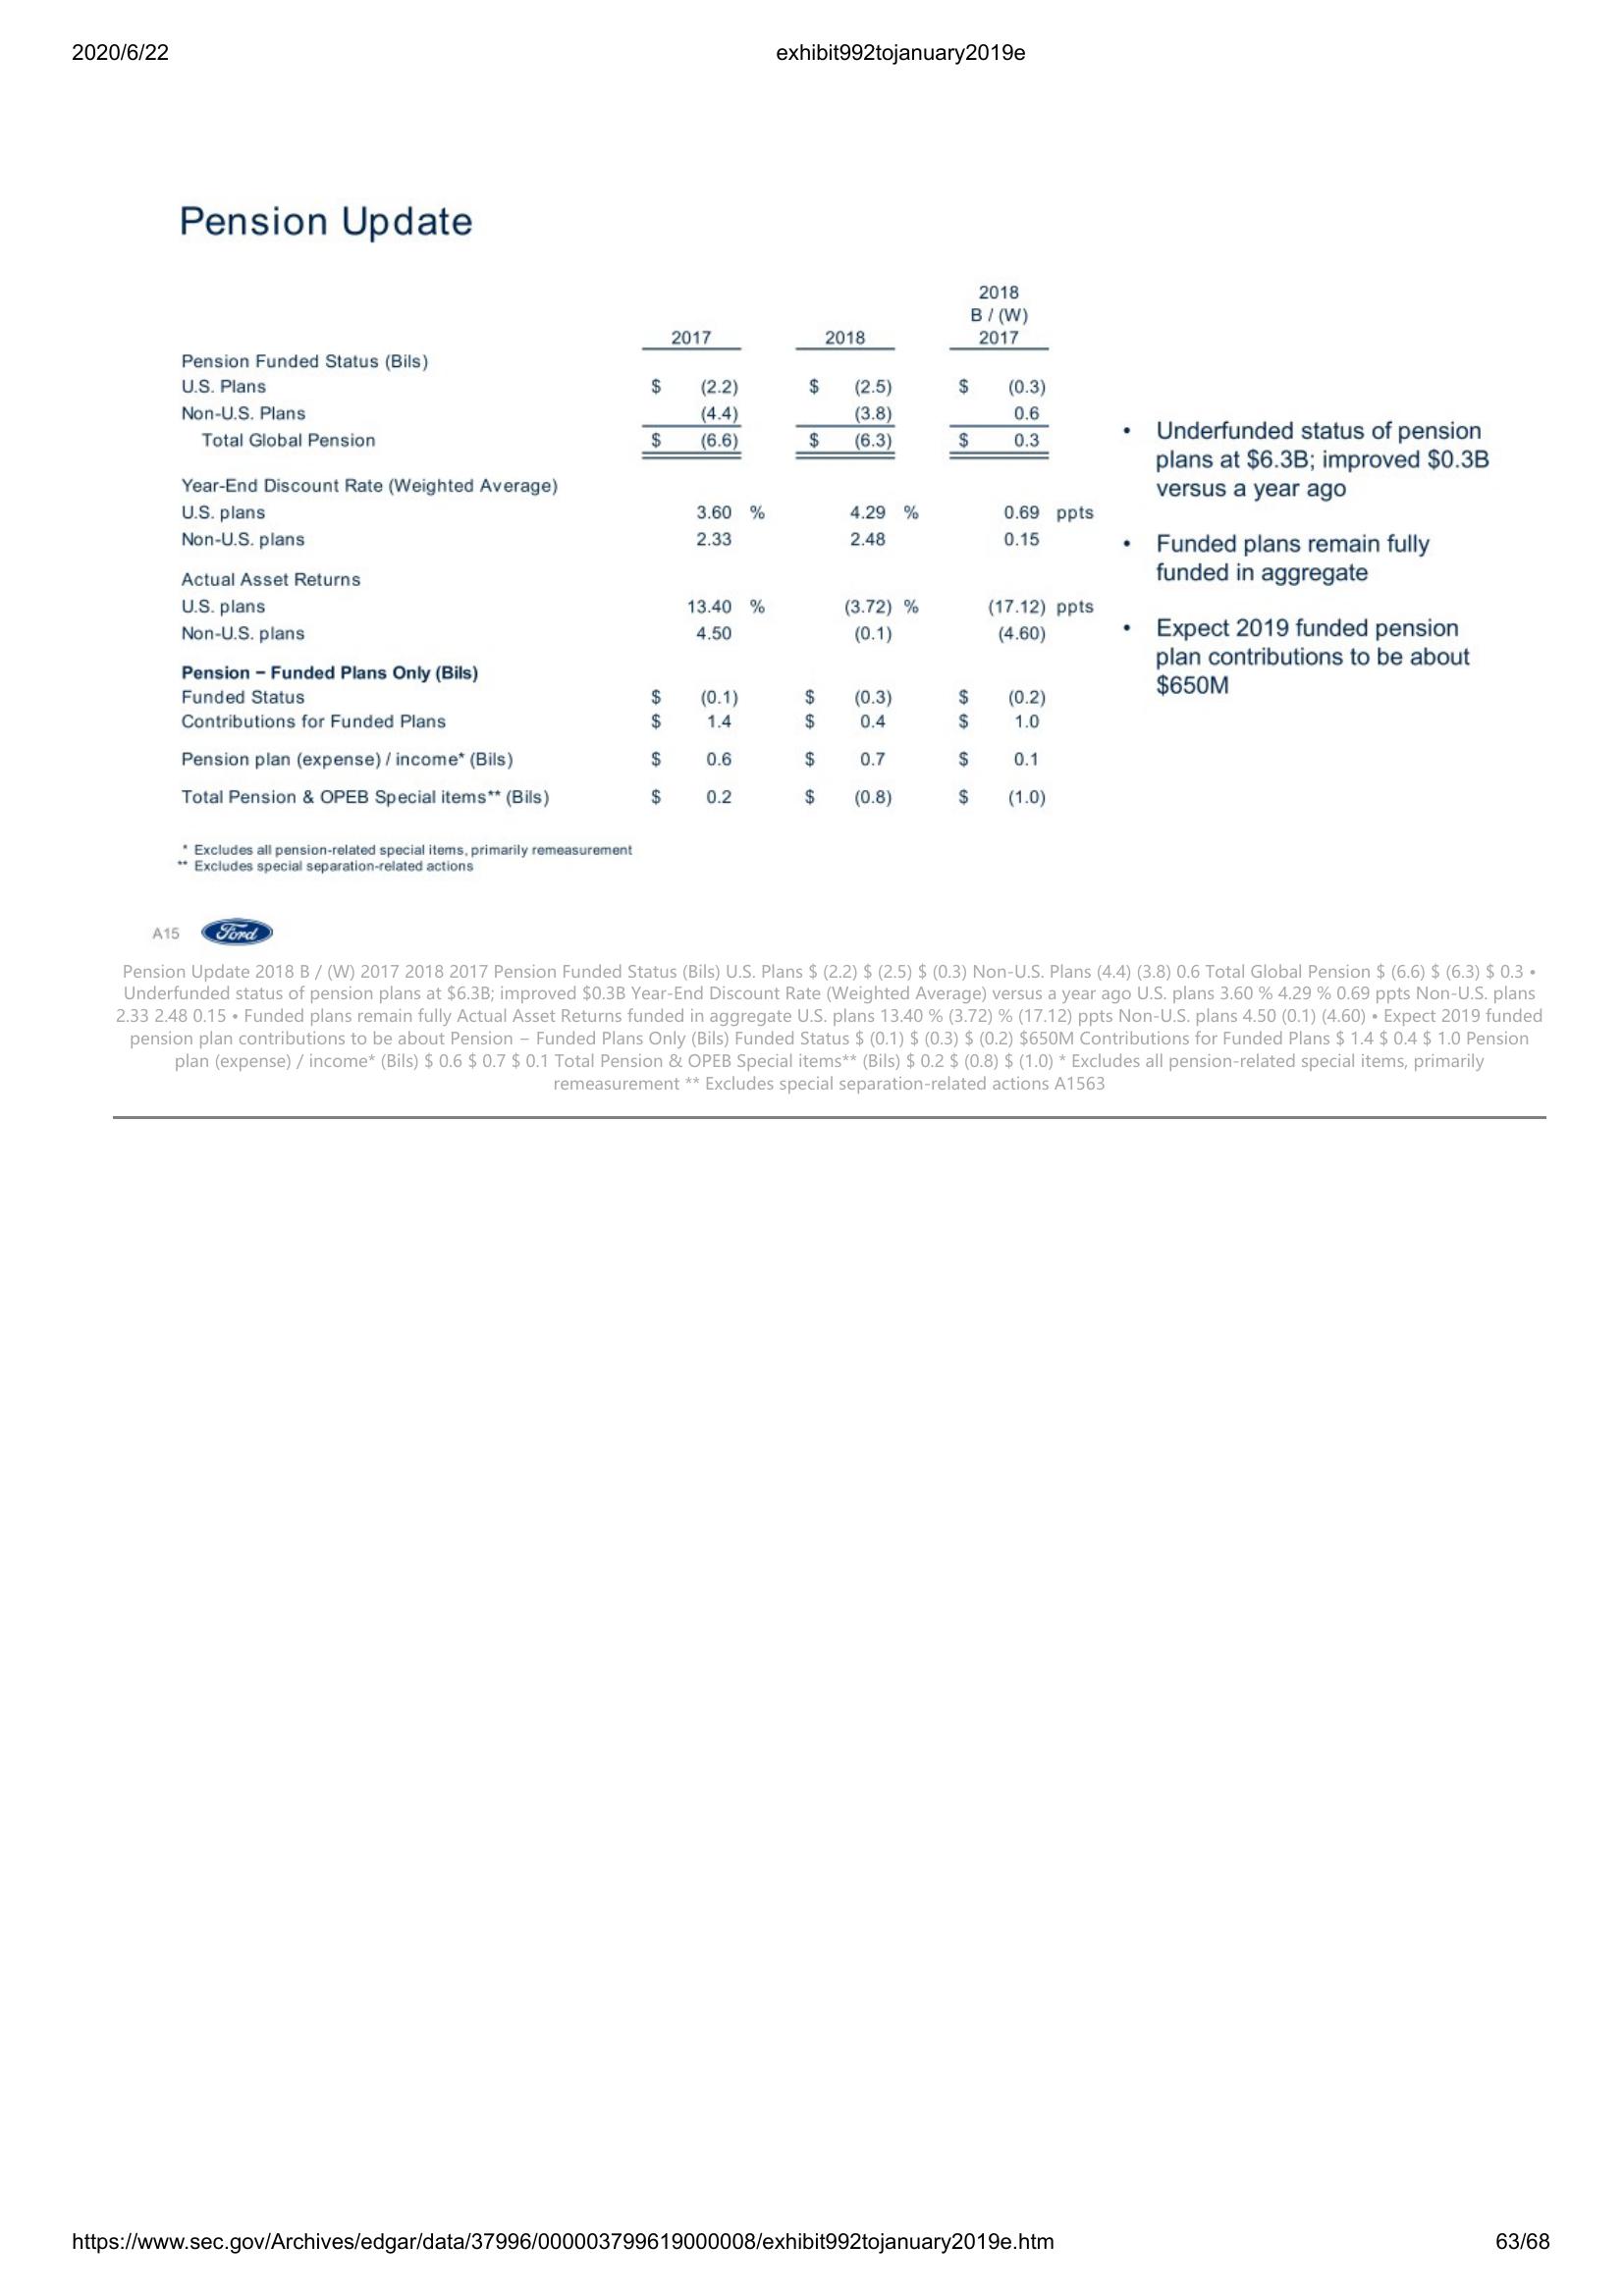 2020/6/22 exhibit992tojanuary2019e
Pension Update
2018
B / (W)
2017 2018 2017
Pension Funded Status (Bils)
U.S. Plans $ (2.2) $ (2.5) $ (0.3)
Non-U.S. Plans (4.4) (3.8) 0.6
Total Global Pension $ (6.6) $ (6.3) $ 0.3
Year-End Discount Rate (Weighted Average)
U.S. plans 3.60 % 4.29 % 0.69 ppts
Non-U.S. plans 2.33 2.48 0.15
Actual Asset Returns
U.S. plans 13.40 % (3.72) % (17.12) ppts
Non-U.S. plans 4.50 (0.1) (4.60)
Pension – Funded Plans Only (Bils)
Funded Status $ (0.1) $ (0.3) $ (0.2)
Contributions for Funded Plans $ 1.4 $ 0.4 $ 1.0
Pension plan (expense) / income* (Bils) $ 0.6 $ 0.7 $ 0.1
Total Pension & OPEB Special items** (Bils) $ 0.2 $ (0.8) $ (1.0)
• Underfunded status of pension
plans at $6.3B; improved $0.3B
versus a year ago
• Funded plans remain fully
funded in aggregate
• Expect 2019 funded pension
plan contributions to be about
$650M
* Excludes all pension-related special items, primarily remeasurement
** Excludes special separation-related actions
A15 Ford
Pension Update 2018 B / (W) 2017 2018 2017 Pension Funded Status (Bils) U.S. Plans $ (2.2) $ (2.5) $ (0.3) Non-U.S. Plans (4.4) (3.8) 0.6 Total Global Pension $ (6.6) $ (6.3) $ 0.3 •
Underfunded status of pension plans at $6.3B; improved $0.3B Year-End Discount Rate (Weighted Average) versus a year ago U.S. plans 3.60 % 4.29 % 0.69 ppts Non-U.S. plans
2.33 2.48 0.15 • Funded plans remain fully Actual Asset Returns funded in aggregate U.S. plans 13.40 % (3.72) % (17.12) ppts Non-U.S. plans 4.50 (0.1) (4.60) • Expect 2019 funded
pension plan contributions to be about Pension – Funded Plans Only (Bils) Funded Status $ (0.1) $ (0.3) $ (0.2) $650M Contributions for Funded Plans $ 1.4 $ 0.4 $ 1.0 Pension
plan (expense) / income* (Bils) $ 0.6 $ 0.7 $ 0.1 Total Pension & OPEB Special items** (Bils) $ 0.2 $ (0.8) $ (1.0) * Excludes all pension-related special items, primarily
remeasurement ** Excludes special separation-related actions A1563
https://www.sec.gov/Archives/edgar/data/37996/000003799619000008/exhibit992tojanuary2019e.htm 63/68